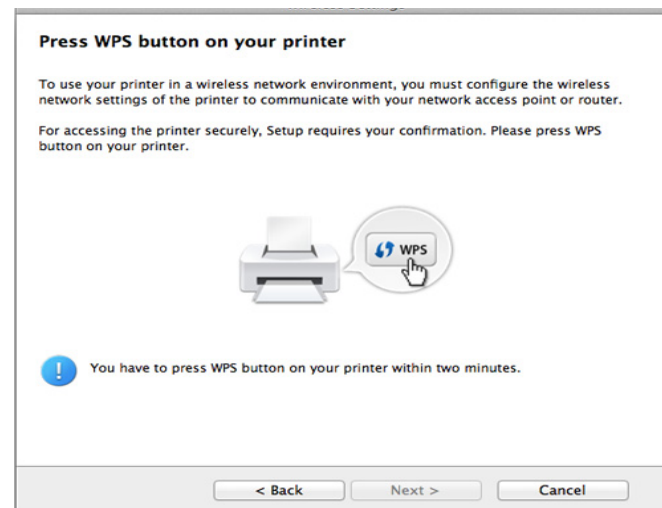 Press WPS button on your printer
To use your printer in a wireless network environment, you must configure the wireless
network settings of the printer to communicate with your network access point or router.
For accessing the printer securely, Setup requires your confirmation. Please press WPS
button on your printer.
WPS
You have to press WPS button on your printer within two minutes.
< Back
Next >
Cancel